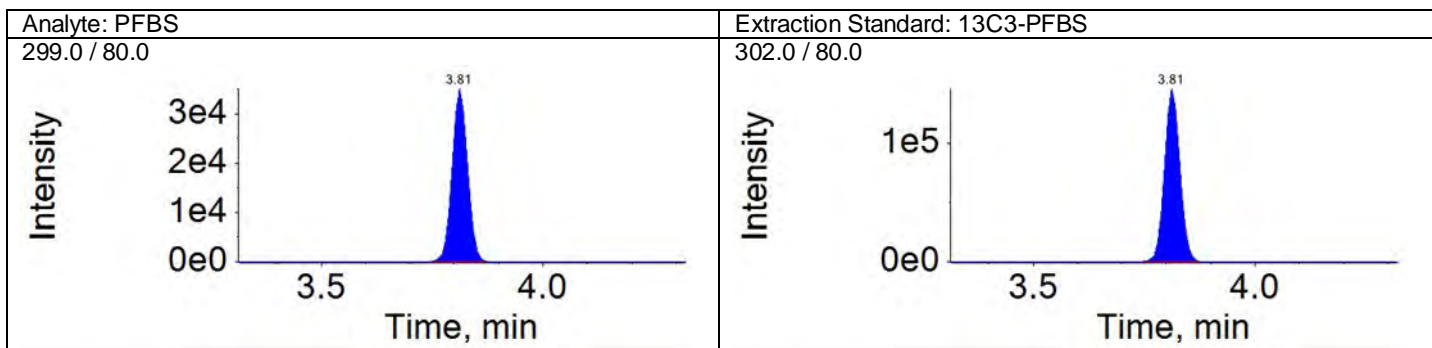 Analyte: PFBS
Extraction Standard: 13C3-PFBS
299.0 / 80.0
302.0 / 80.0
3.81
3e4
2e4
1e4
0e0
Intensity
3.5
4.0
Time, min
3.81
1e5
0e0
Intensity
3.5
4.0
Time, min